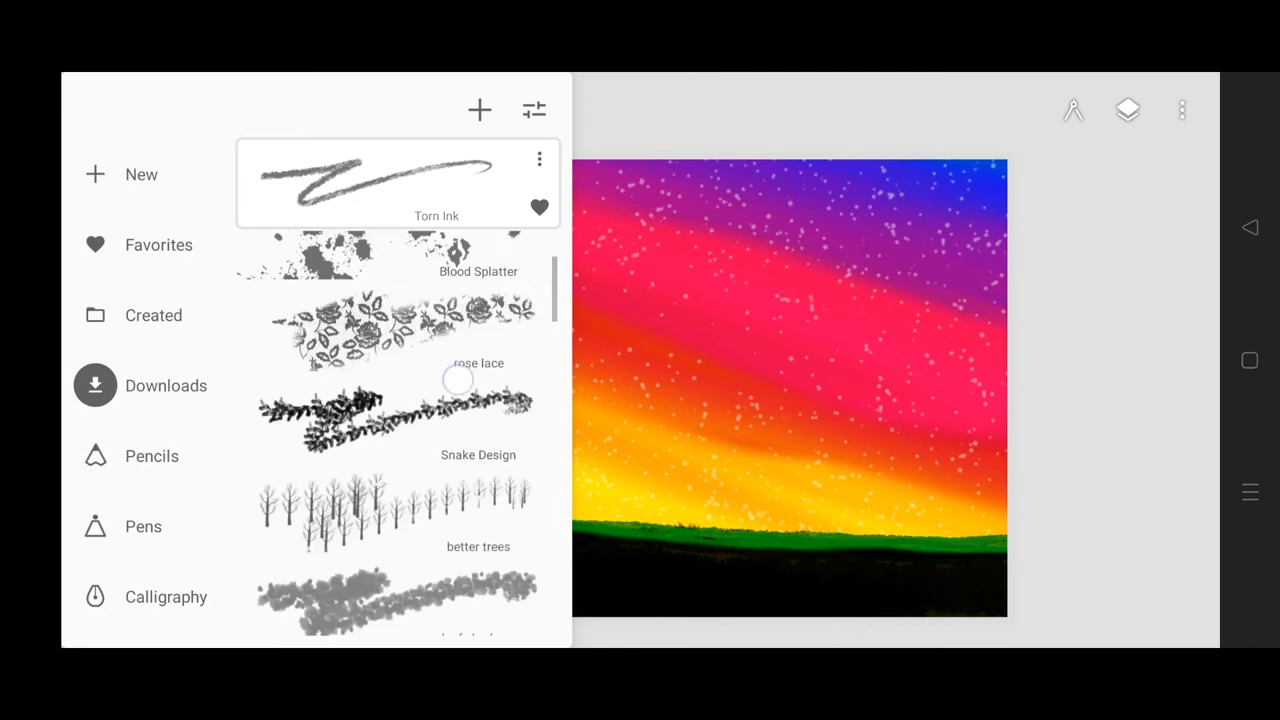 New
Favorites
Created
Downloads
Pencils
Pens
Calligraphy
Torn Ink
Blood Splatter
rose lace
Snake Design
better trees